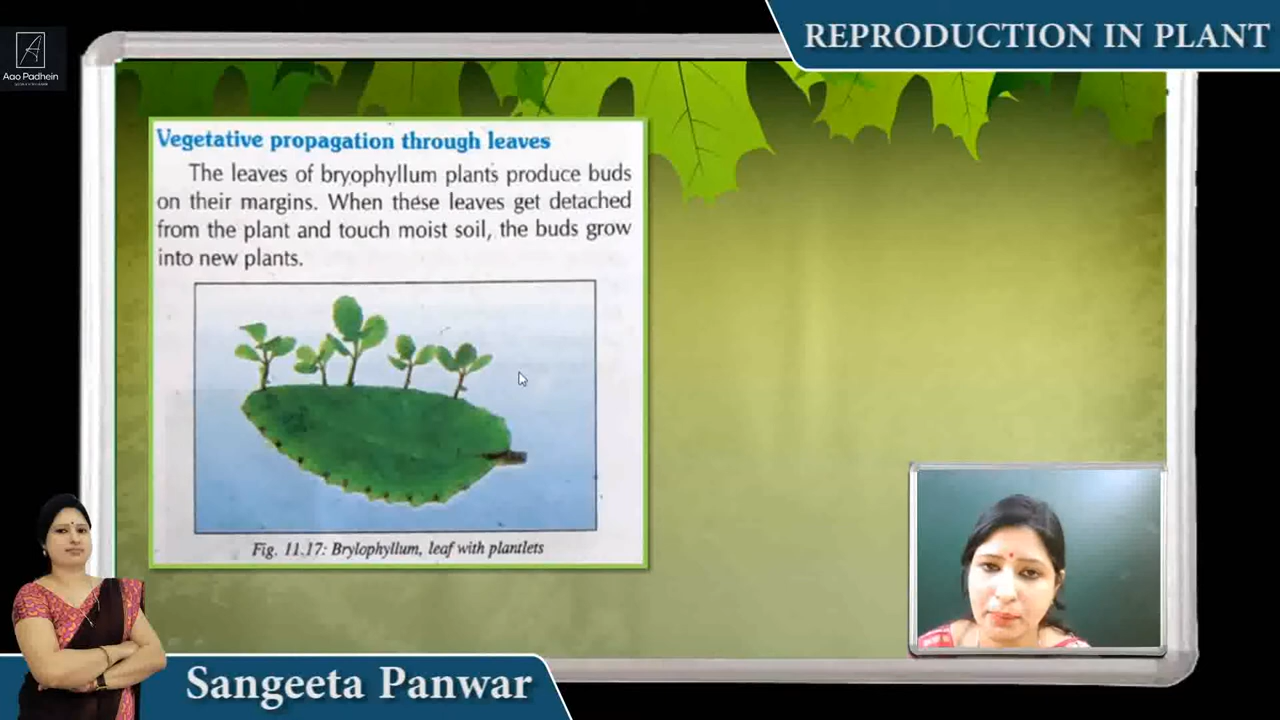 REPRODUCTION IN PLANT
Aao Padhein
Vegetative propagation through leaves
The leaves of bryophyllum plants produce buds
on their margins. When these leaves get detached
from the plant and touch moist soil, the buds grow
into new plants.
Fig. 11.17: Brylophyllum, leaf with plantlets
Sangeeta Panwar